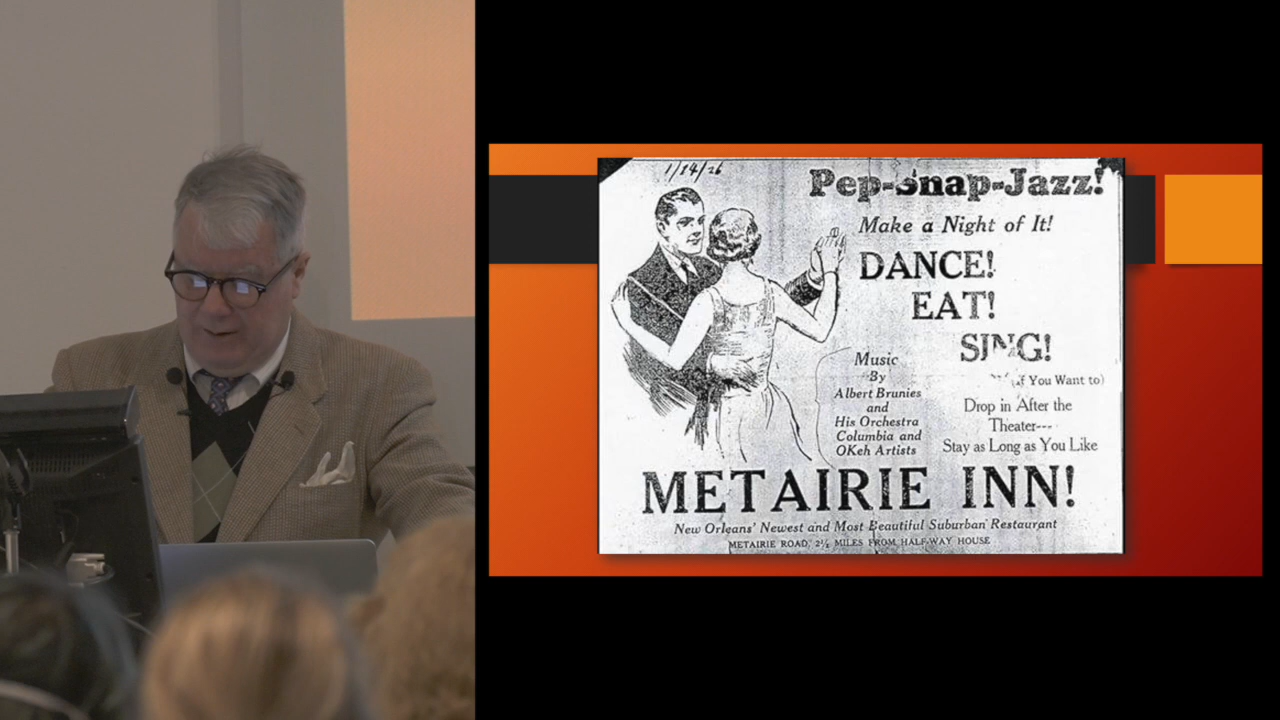 1/14/26
Pep-Snap-Jazz!
Make a Night of It!
DANCE!
EAT!
SING!
(if You Want to)
Music
By
Albert Brunies
and
His Orchestra
Columbia and
OKeh Artists
Drop in After the
Theater---
Stay as Long as You Like
METAIRIE INN!
New Orleans' Newest and Most Beautiful Suburban Restaurant
METAIRIE ROAD, 2½ MILES FROM HALF-WAY HOUSE